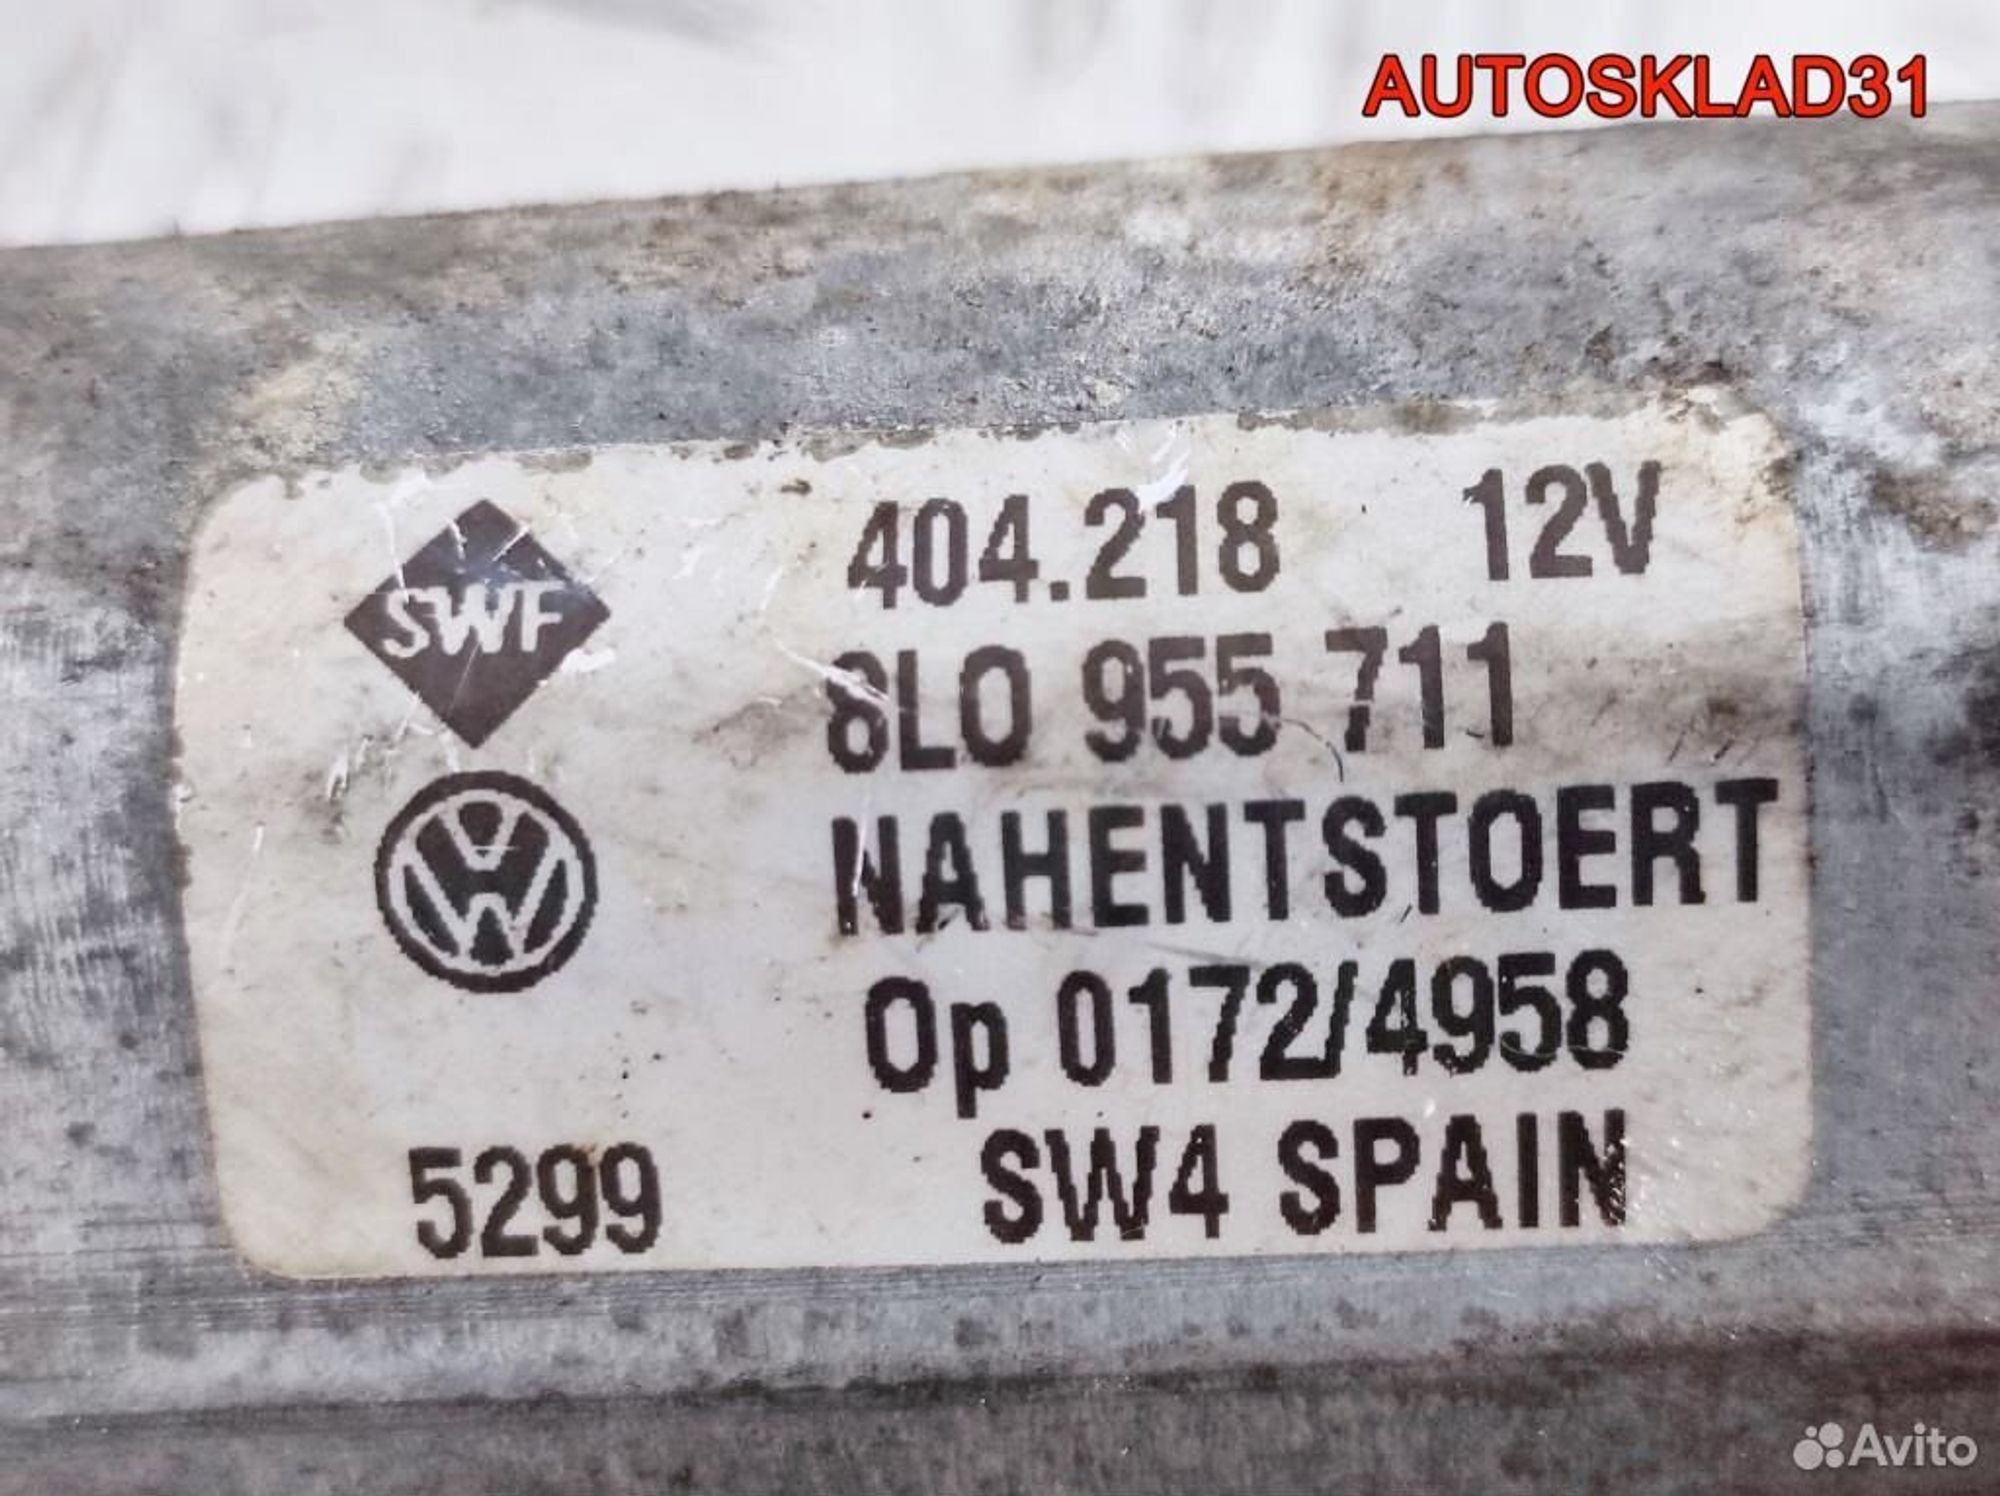 AUTOSKLAD31
404.218 12V
SWF
8L0 955 711
NAHENTSTOERT
Op 0172/4958
5299 SW4 SPAIN
Avito